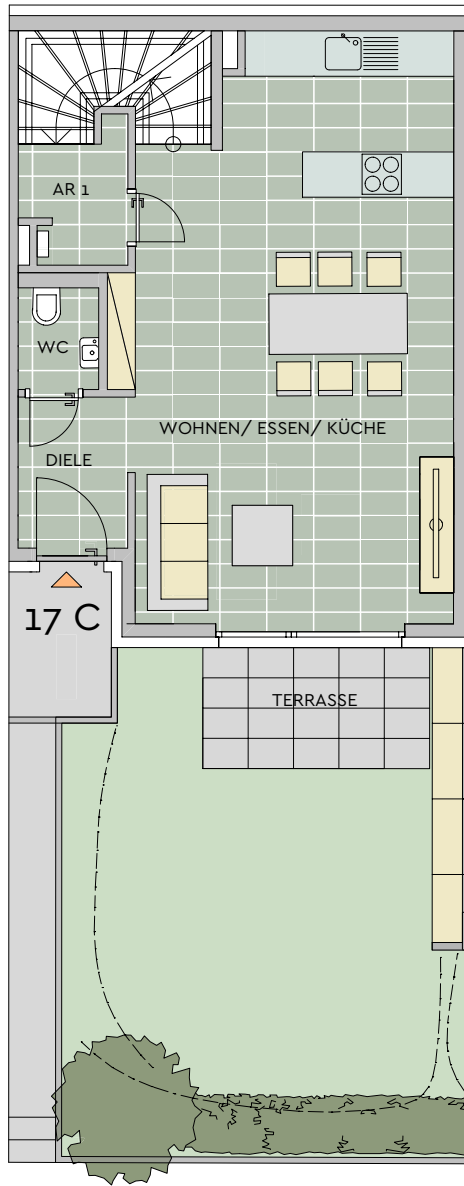 AR 1
WC
WOHNEN/ ESSEN/ KÜCHE
DIELE
17 C
TERRASSE